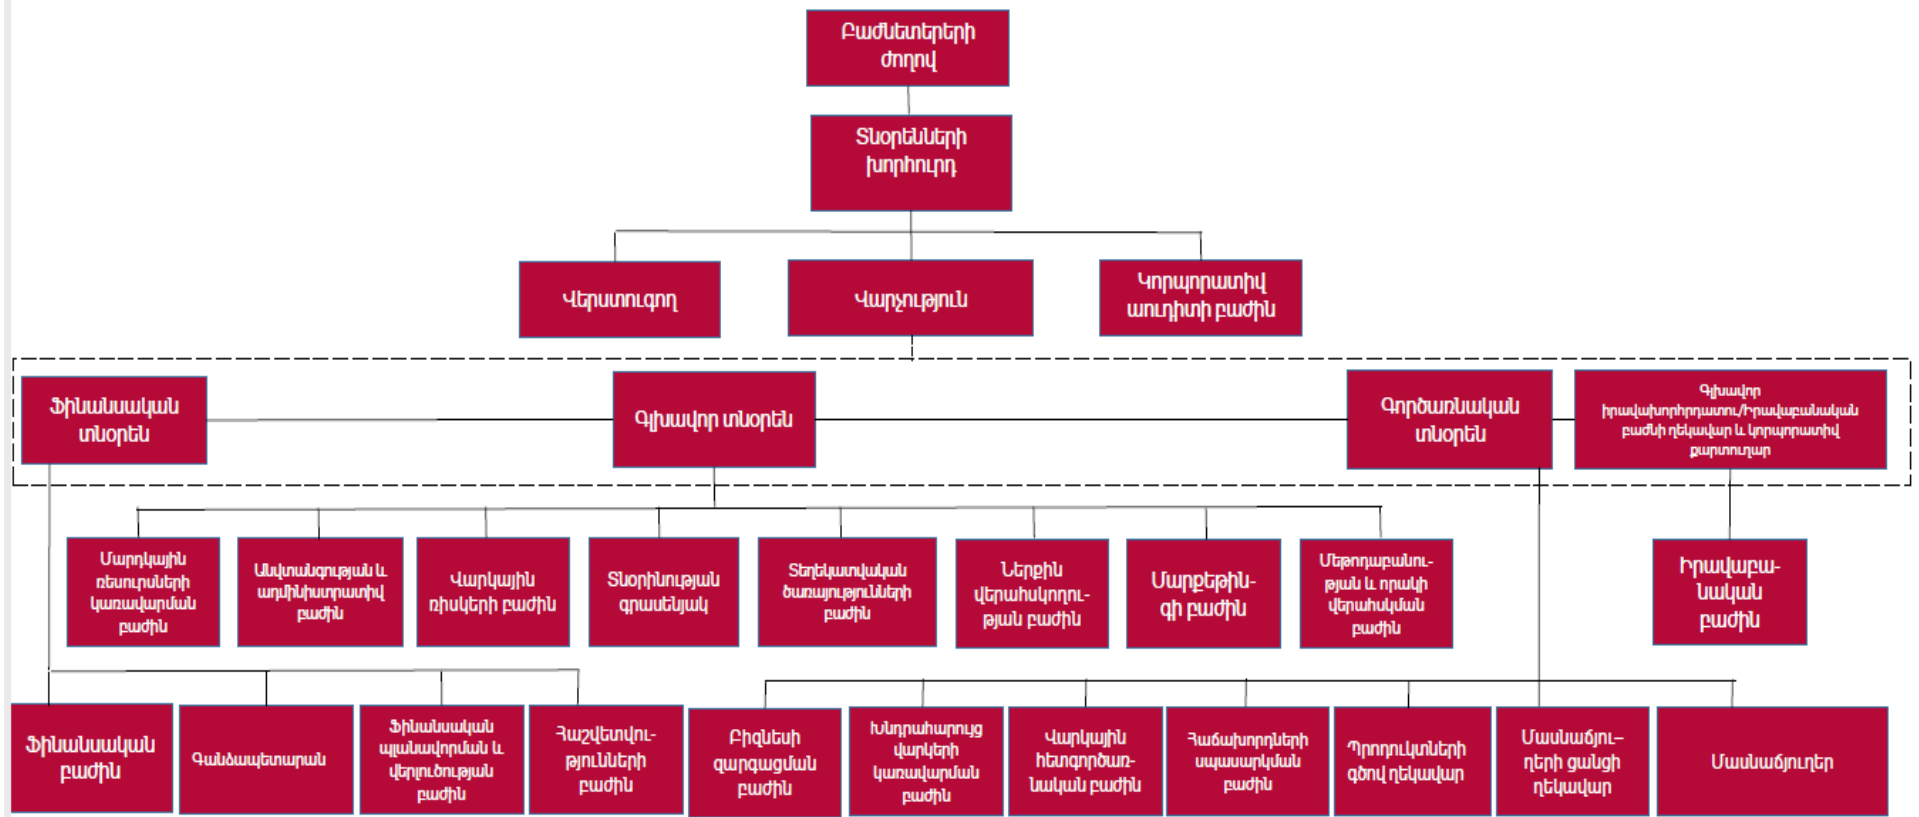 Բաժնետերերի
ժողով
Տնօրենների
խորհուրդ
Վերստուգող
Վարչություն
Կորպորատիվ
աուդիտի բաժին
Ֆինանսական
տնօրեն
Գլխավոր տնօրեն
Գործառնական
տնօրեն
Գլխավոր
իրավախորհրդատու/Իրավաբանական
բաժնի ղեկավար և կորպորատիվ
քարտուղար
Մարդկային
ռեսուրսների
կառավարման
բաժին
Անվտանգության և
ադմինիստրատիվ
բաժին
Վարկային
ռիսկերի բաժին
Տնօրինության
գրասենյակ
Տեղեկատվական
ծառայությունների
բաժին
Ներքին
վերահսկողու-
թյան բաժին
Մարքեթին-
գի բաժին
Մեթոդաբանու-
թյան և որակի
վերահսկման
բաժին
Իրավաբա-
նական
բաժին
Ֆինանսական
բաժին
Գանձապետարան
Ֆինանսական
պլանավորման և
վերլուծության
բաժին
Հաշվետվու-
թյունների
բաժին
Բիզնեսի
զարգացման
բաժին
Խնդրահարույց
վարկերի
կառավարման
բաժին
Վարկային
հետգործառ-
նական բաժին
Հաճախորդների
սպասարկման
բաժին
Պրոդուկտների
գծով ղեկավար
Մասնաճյու–
ղերի ցանցի
ղեկավար
Մասնաճյուղեր